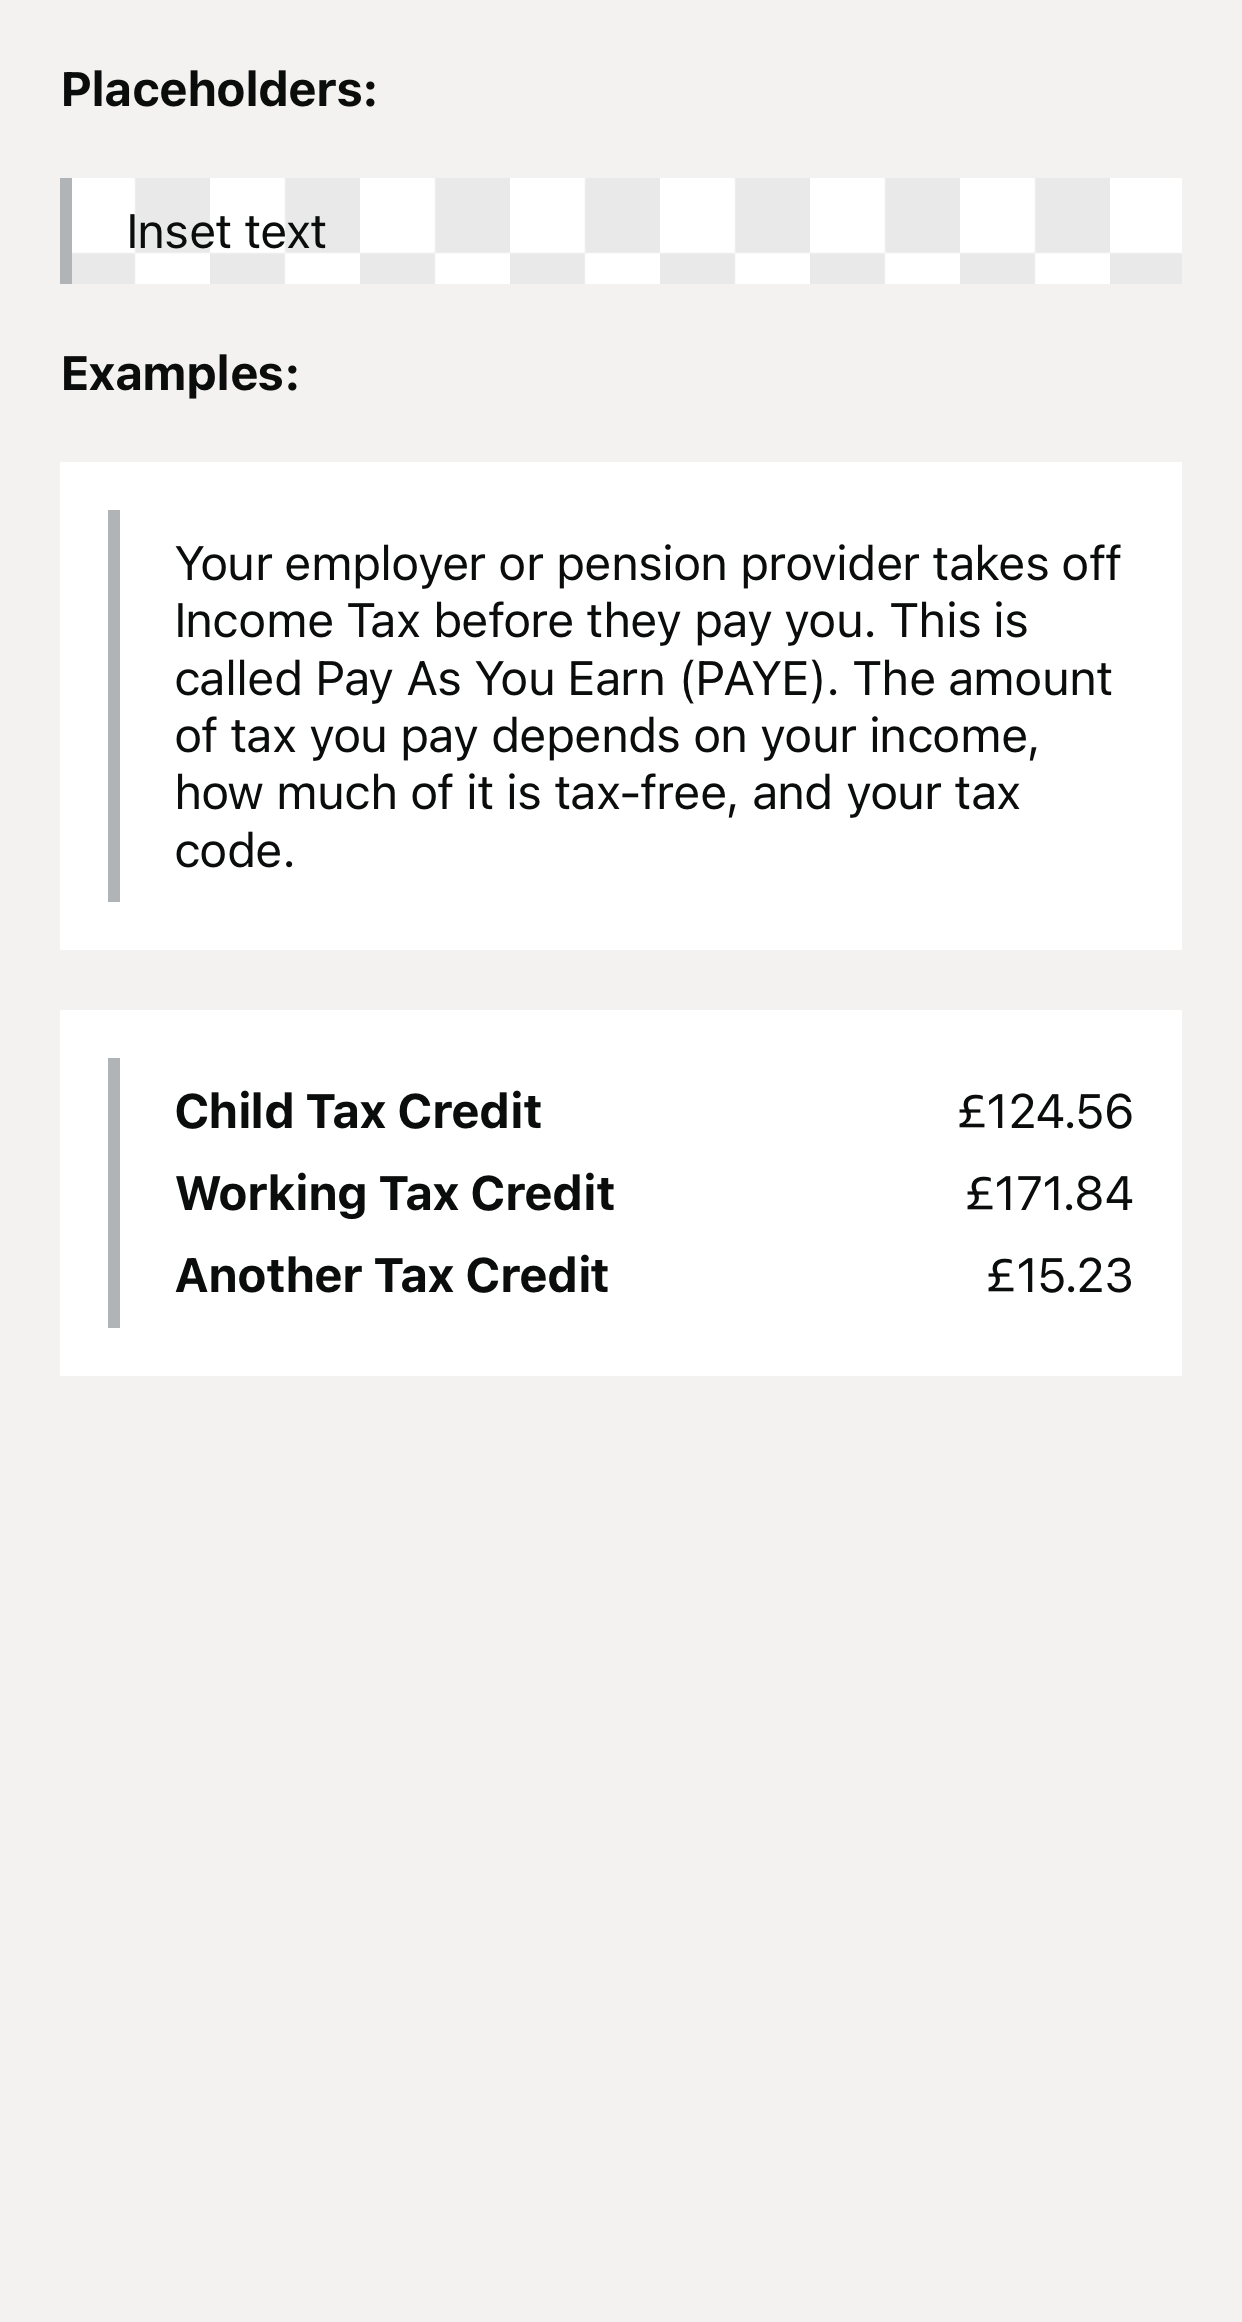 Placeholders:
Inset text
Examples:
Your employer or pension provider takes off
Income Tax before they pay you. This is
called Pay As You Earn (PAYE). The amount
of tax you pay depends on your income,
how much of it is tax-free, and your tax
code.
Child Tax Credit £124.56
Working Tax Credit £171.84
Another Tax Credit £15.23